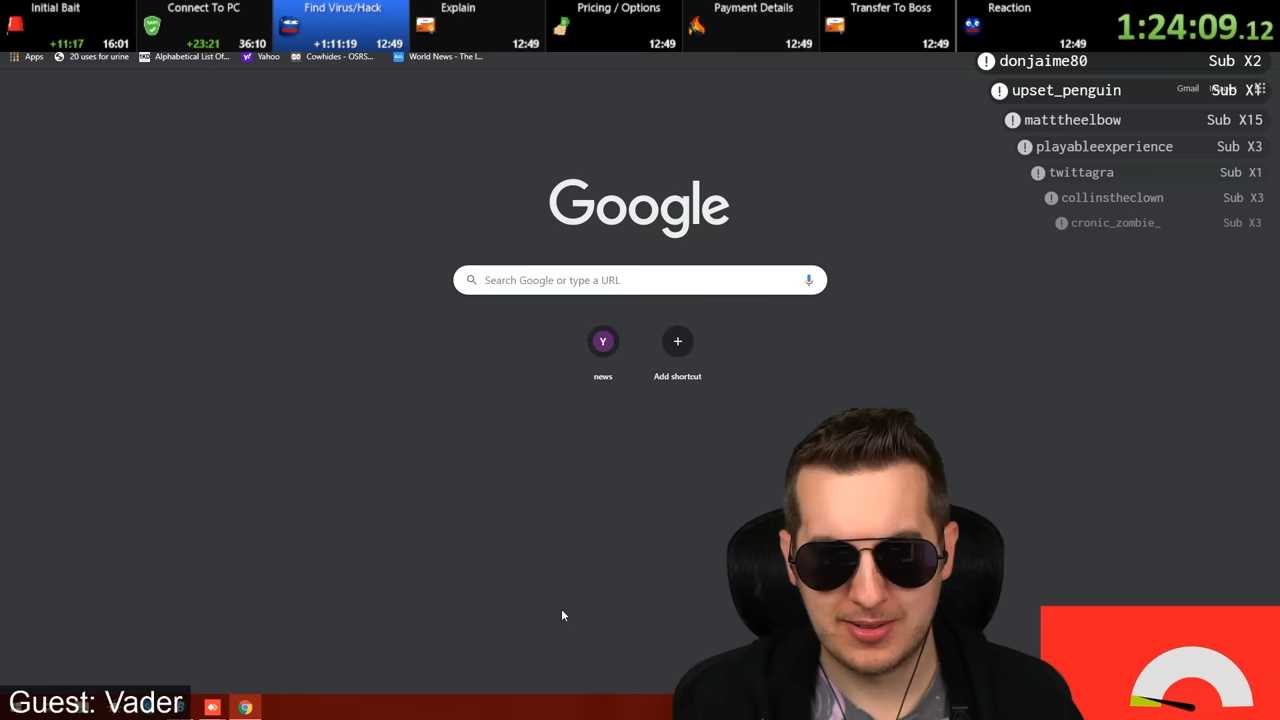 Initial Bait
+11:17 16:01
Connect To PC
+23:21 36:10
Find Virus/Hack
+1:11:19 12:49
Explain
12:49
Pricing / Options
12:49
Payment Details
12:49
Transfer To Boss
12:49
Reaction
12:49
1:24:09.12
Apps
20 uses for urine
Alphabetical List Of...
Yahoo
Cowhides - OSRS...
World News - The I...
donjaime80 Sub X2
upset_penguin Sub X1
Gmail
matttheelbow Sub X15
playableexperience Sub X3
twittagra Sub X1
collinstheclown Sub X3
cronic_zombie_ Sub X3
Google
Search Google or type a URL
Y
news
Add shortcut
Guest: Vader